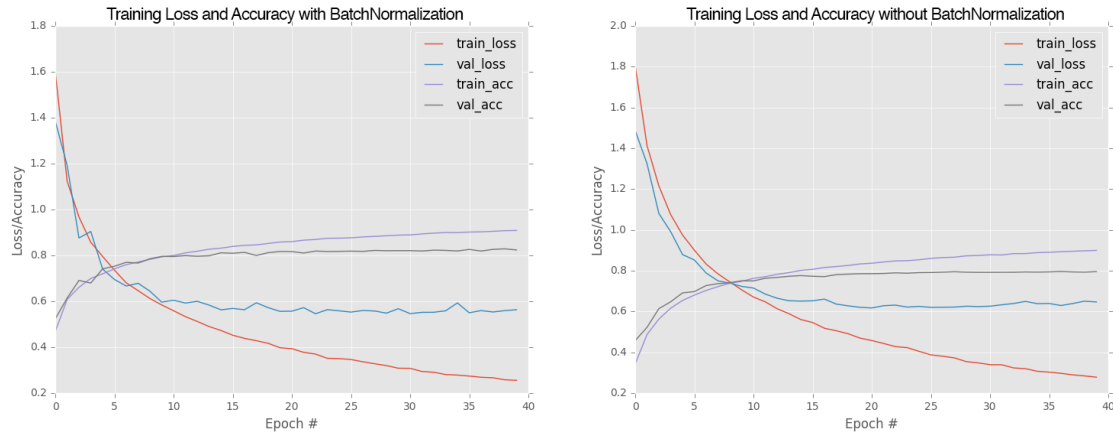 Training Loss and Accuracy with BatchNormalization
1.8
1.6
1.4
1.2
1.0
0.8
0.6
0.4
0.2
Loss/Accuracy
train_loss
val_loss
train_acc
val_acc
0 5 10 15 20 25 30 35 40
Epoch #
Training Loss and Accuracy without BatchNormalization
2.0
1.8
1.6
1.4
1.2
1.0
0.8
0.6
0.4
0.2
Loss/Accuracy
train_loss
val_loss
train_acc
val_acc
0 5 10 15 20 25 30 35 40
Epoch #